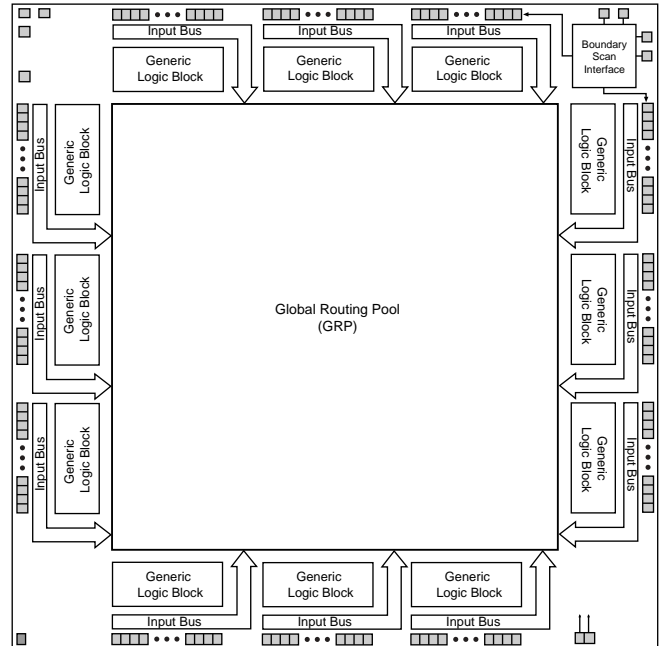 Input Bus
Input Bus
Input Bus
Generic
Logic Block
Generic
Logic Block
Generic
Logic Block
Boundary
Scan
Interface
Input Bus
Generic
Logic Block
Generic
Logic Block
Input Bus
Input Bus
Generic
Logic Block
Global Routing Pool
(GRP)
Generic
Logic Block
Input Bus
Input Bus
Generic
Logic Block
Generic
Logic Block
Input Bus
Generic
Logic Block
Generic
Logic Block
Generic
Logic Block
Input Bus
Input Bus
Input Bus